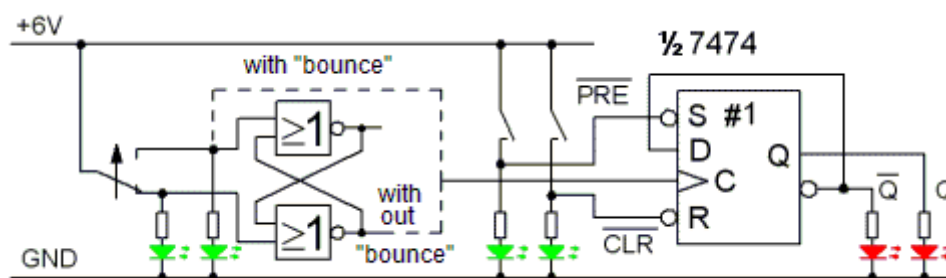 +6V
½ 7474
with "bounce"
PRE
≥1
S #1
D
Q
C
with
out
Q
≥1
R
"bounce"
CLR
GND